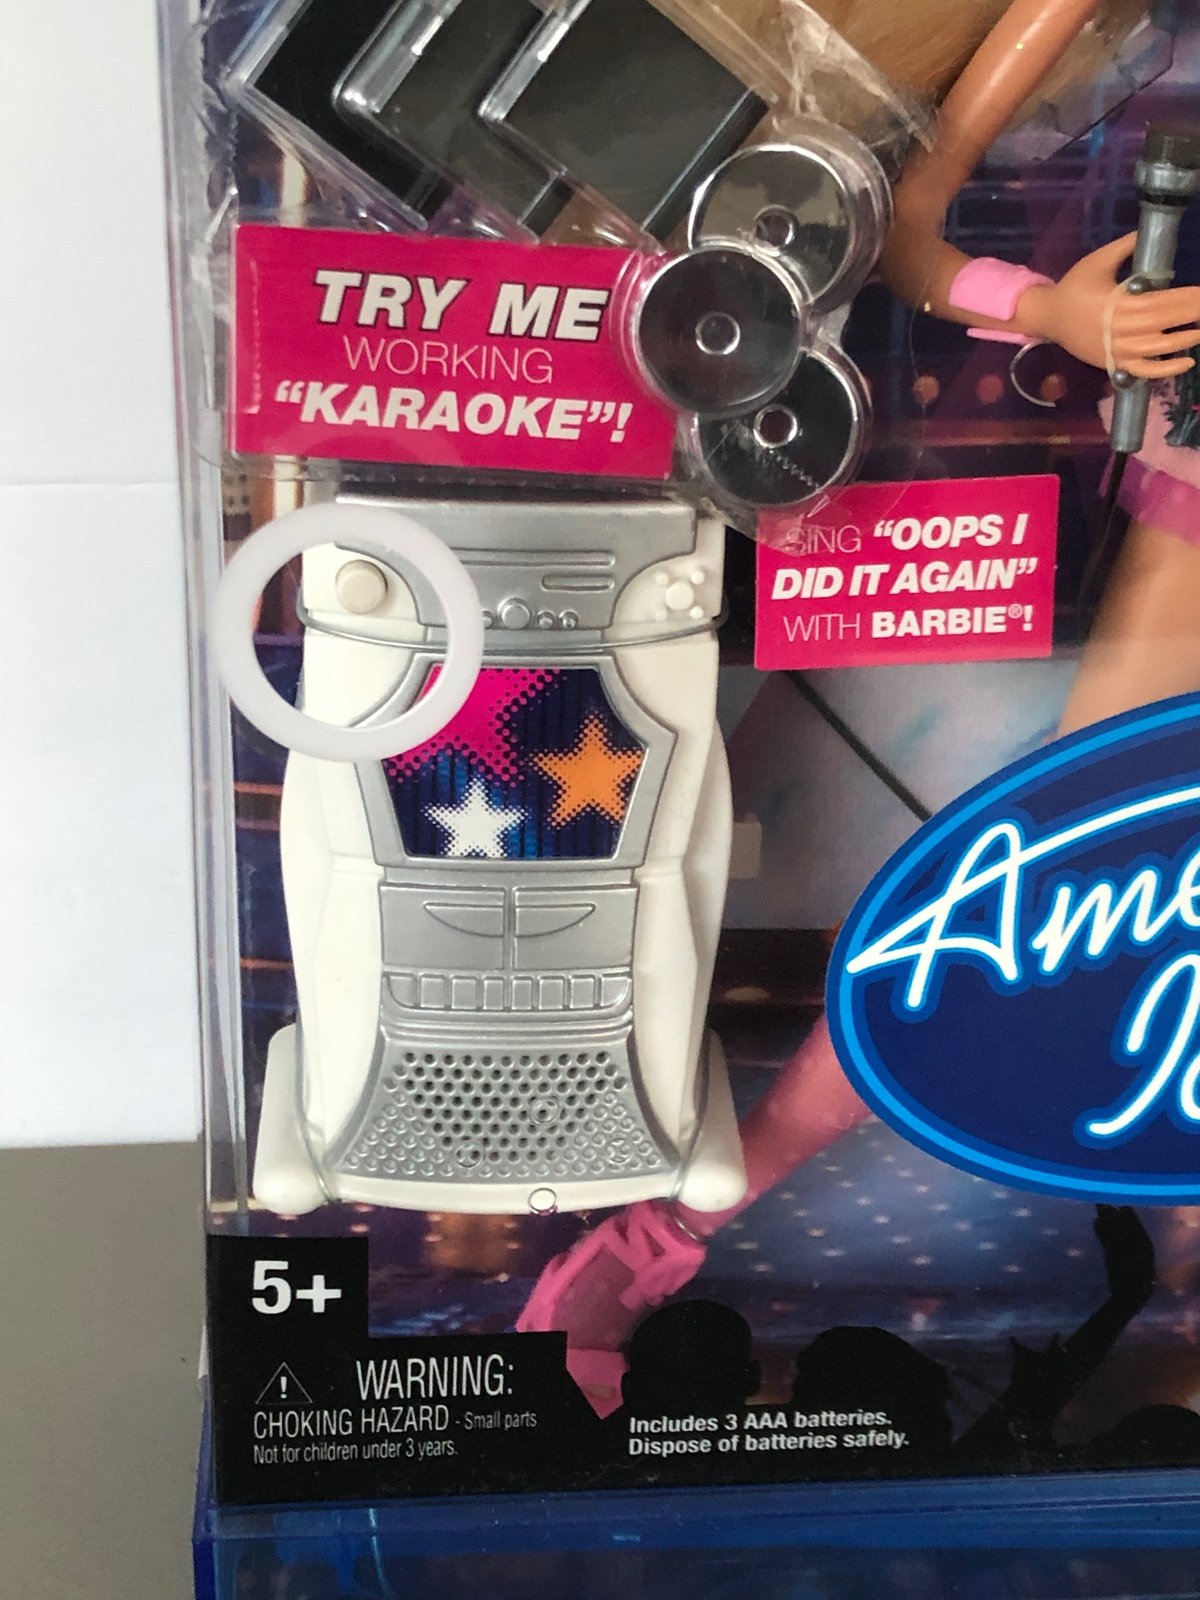 TRY ME
WORKING
“KARAOKE”!
SING “OOPS I
DID IT AGAIN”
WITH BARBIE®!
5+
! WARNING:
CHOKING HAZARD - Small parts
Not for children under 3 years.
Includes 3 AAA batteries.
Dispose of batteries safely.